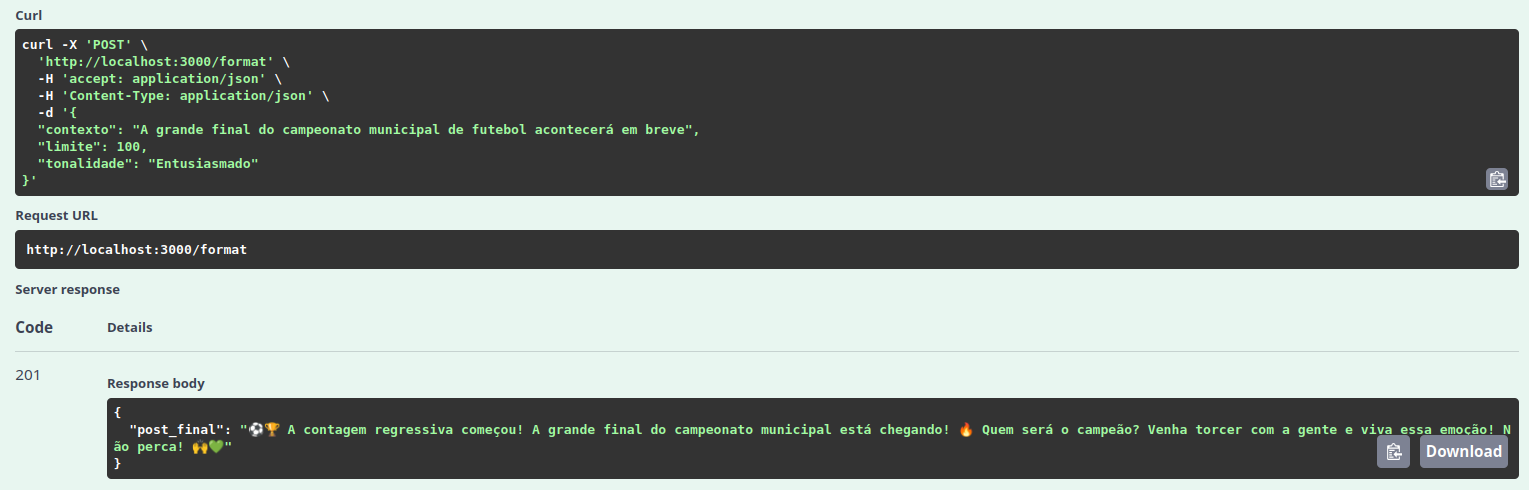 Curl
curl -X 'POST' \
  'http://localhost:3000/format' \
  -H 'accept: application/json' \
  -H 'Content-Type: application/json' \
  -d '{
  "contexto": "A grande final do campeonato municipal de futebol acontecerá em breve",
  "limite": 100,
  "tonalidade": "Entusiasmado"
}'
Request URL
http://localhost:3000/format
Server response
Code Details
201
Response body
{
  "post_final": "⚽🏆 A contagem regressiva começou! A grande final do campeonato municipal está chegando! 🔥 Quem será o campeão? Venha torcer com a gente e viva essa emoção! N
ão perca! 🙌💚"
}
Download